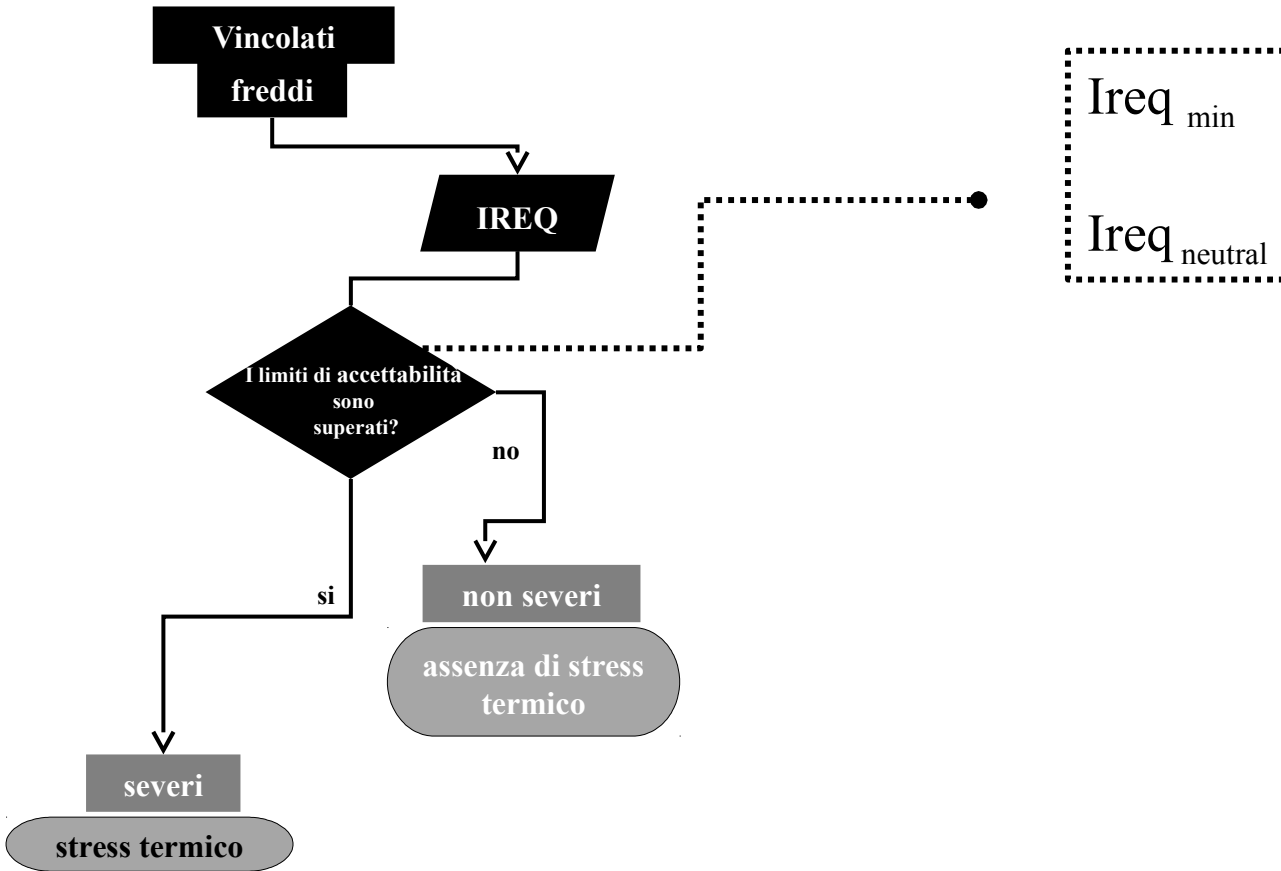 Vincolati
freddi
IREQ
Ireq min
Ireq neutral
I limiti di accettabilità
sono
superati?
no
si
non severi
assenza di stress
termico
severi
stress termico